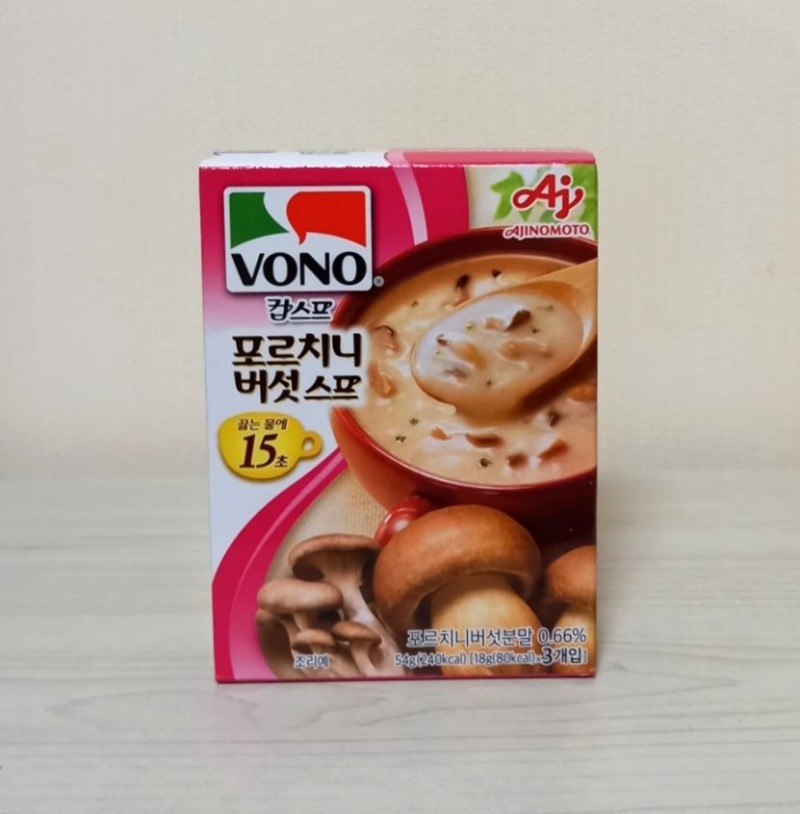 Aj
AJINOMOTO
VONO®
컵스프
포르치니
버섯 스프
끓는 물에
15초
포르치니버섯분말 0.66%
조리예
54g(240kcal) [18g(80kcal)×3개입]